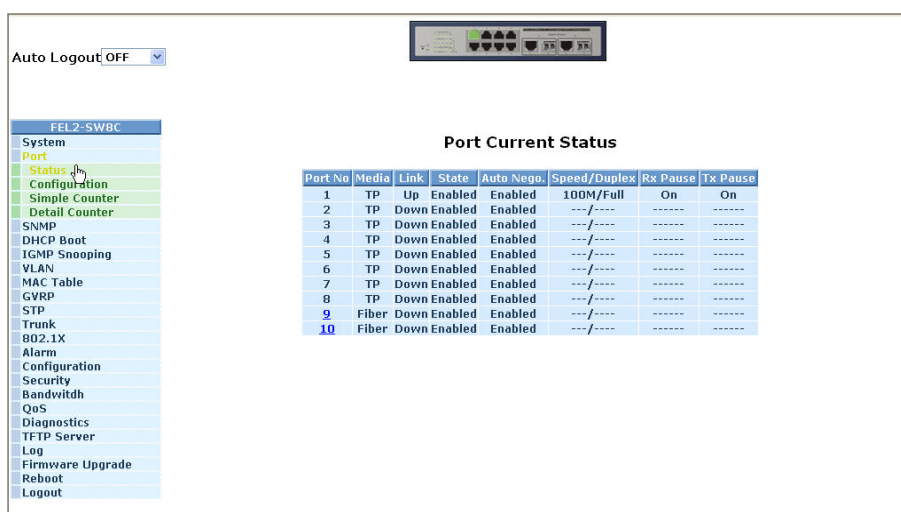 Auto Logout OFF
FEL2-SW8C
System
Port
Status
Configuration
Simple Counter
Detail Counter
SNMP
DHCP Boot
IGMP Snooping
VLAN
MAC Table
GVRP
STP
Trunk
802.1X
Alarm
Configuration
Security
Bandwitdh
QoS
Diagnostics
TFTP Server
Log
Firmware Upgrade
Reboot
Logout
Port Current Status
Port No Media Link State Auto Nego. Speed/Duplex Rx Pause Tx Pause
1 TP Up Enabled Enabled 100M/Full On On
2 TP Down Enabled Enabled ---/---- ------ ------
3 TP Down Enabled Enabled ---/---- ------ ------
4 TP Down Enabled Enabled ---/---- ------ ------
5 TP Down Enabled Enabled ---/---- ------ ------
6 TP Down Enabled Enabled ---/---- ------ ------
7 TP Down Enabled Enabled ---/---- ------ ------
8 TP Down Enabled Enabled ---/---- ------ ------
9 Fiber Down Enabled Enabled ---/---- ------ ------
10 Fiber Down Enabled Enabled ---/---- ------ ------